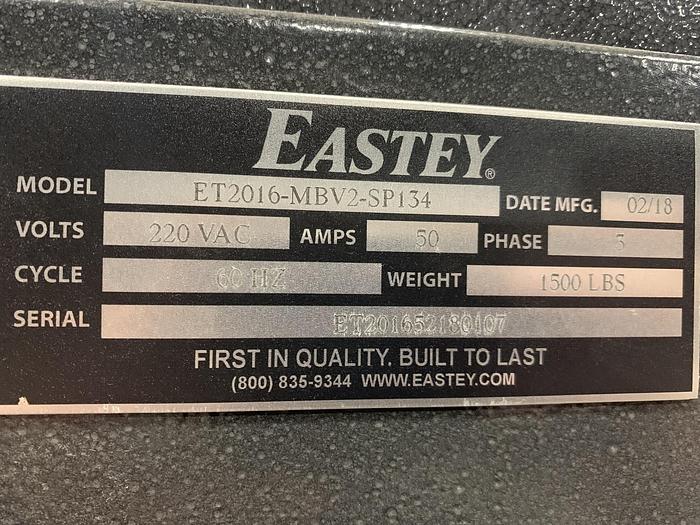 EASTEY®
MODEL ET2016-MBV2-SP134 DATE MFG. 02/18
VOLTS 220 VAC AMPS 50 PHASE 3
CYCLE 60 HZ WEIGHT 1500 LBS
SERIAL ET201652180107
FIRST IN QUALITY. BUILT TO LAST
(800) 835-9344 WWW.EASTEY.COM